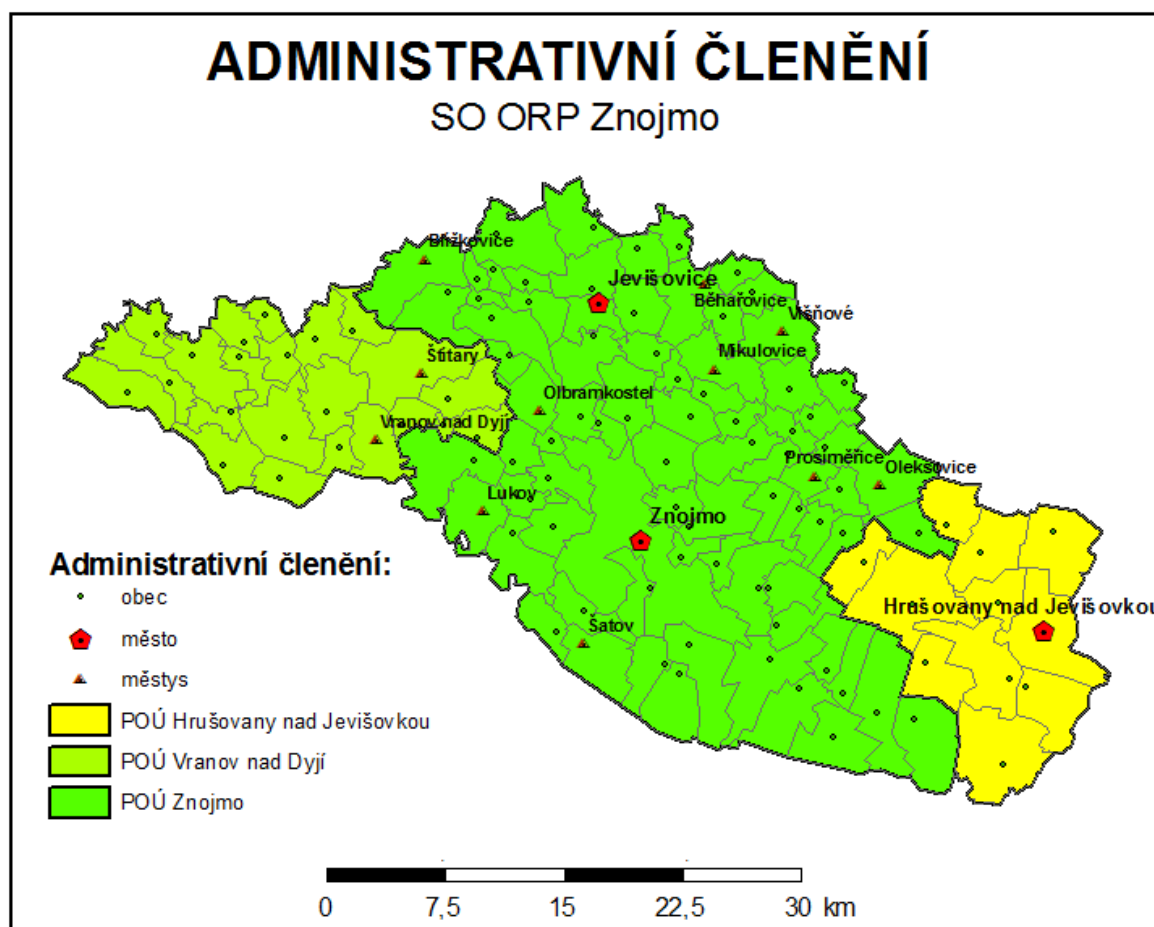 ADMINISTRATIVNÍ ČLENĚNÍ
SO ORP Znojmo
Bližkovice
Jevišovice
Běhařovice
Višňové
Štítary
Mikulovice
Olbramkostel
Vranov nad Dyjí
Prosiměřice
Oleksovice
Lukov
Znojmo
Hrušovany nad Jevišovkou
Šatov
Administrativní členění:
obec
město
městys
POÚ Hrušovany nad Jevišovkou
POÚ Vranov nad Dyjí
POÚ Znojmo
0 7,5 15 22,5 30 km